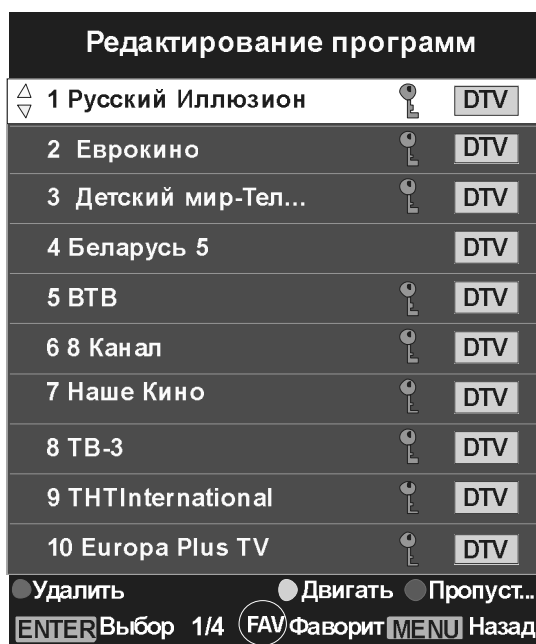 Редактирование программ
1 Русский Иллюзион DTV
2 Еврокино DTV
3 Детский мир-Тел... DTV
4 Беларусь 5 DTV
5 ВТВ DTV
6 8 Канал DTV
7 Наше Кино DTV
8 ТВ-3 DTV
9 ТНТInternational DTV
10 Europa Plus TV DTV
Удалить Двигать Пропуст...
ENTER Выбор 1/4 FAV Фаворит MENU Назад